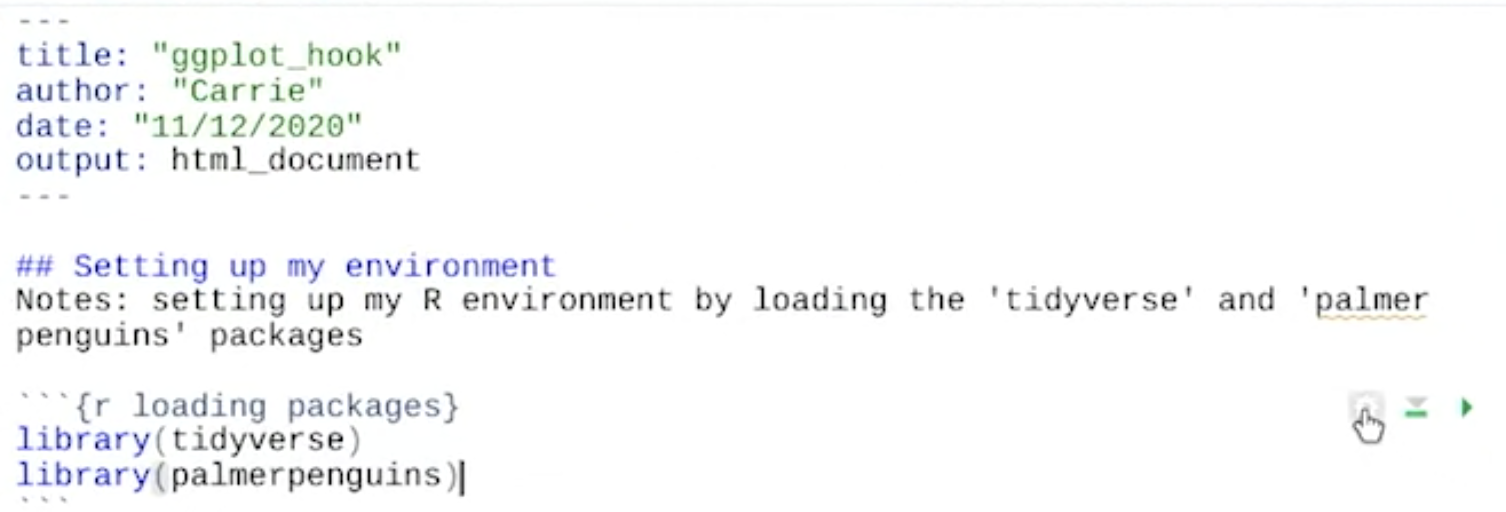 ---
title: "ggplot_hook"
author: "Carrie"
date: "11/12/2020"
output: html_document
---
## Setting up my environment
Notes: setting up my R environment by loading the 'tidyverse' and 'palmer
penguins' packages
```{r loading packages}
library(tidyverse)
library(palmerpenguins)
```